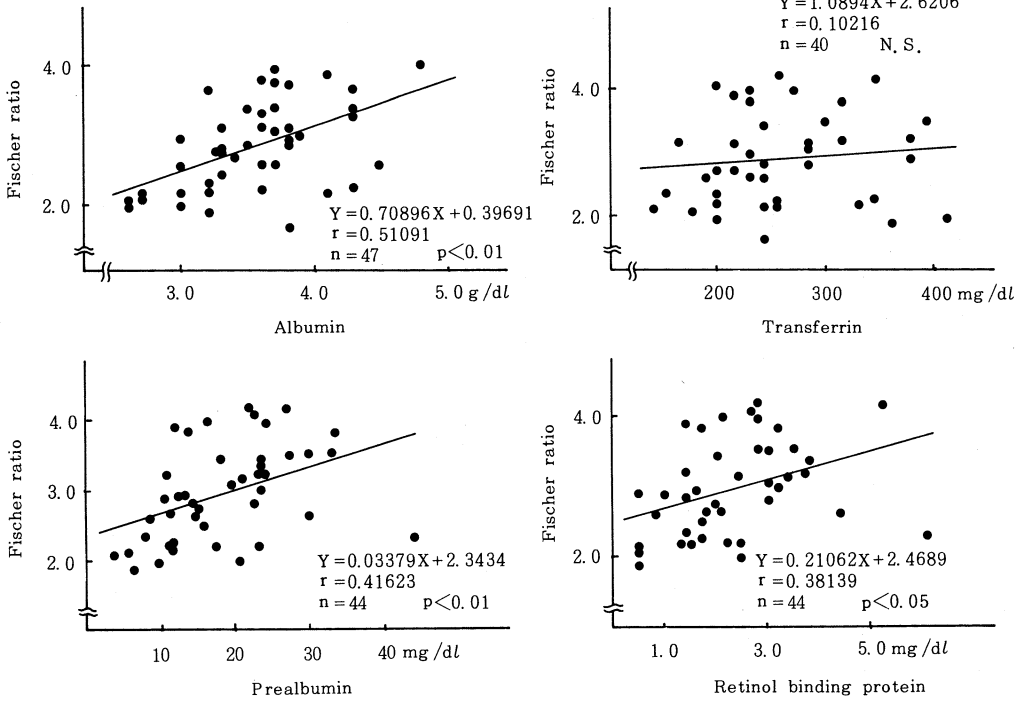 Fischer ratio
4.0
2.0
Y=0.70896X+0.39691
r=0.51091
n=47 p<0.01
3.0 4.0 5.0 g/dl
Albumin
Y=1.0894X+2.6206
r=0.10216
n=40 N.S.
Fischer ratio
4.0
2.0
200 300 400 mg/dl
Transferrin
Fischer ratio
4.0
3.0
2.0
Y=0.03379X+2.3434
r=0.41623
n=44 p<0.01
10 20 30 40 mg/dl
Prealbumin
Fischer ratio
4.0
2.0
Y=0.21062X+2.4689
r=0.38139
n=44 p<0.05
1.0 3.0 5.0 mg/dl
Retinol binding protein